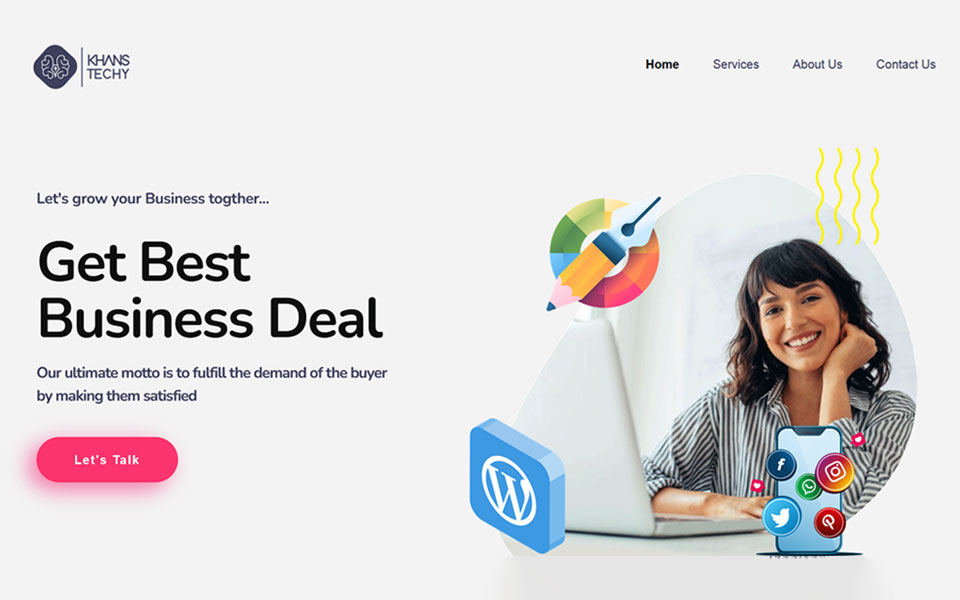 KHANS
TECHY
Home Services About Us Contact Us
Let's grow your Business togther...
Get Best
Business Deal
Our ultimate motto is to fulfill the demand of the buyer
by making them satisfied
Let's Talk